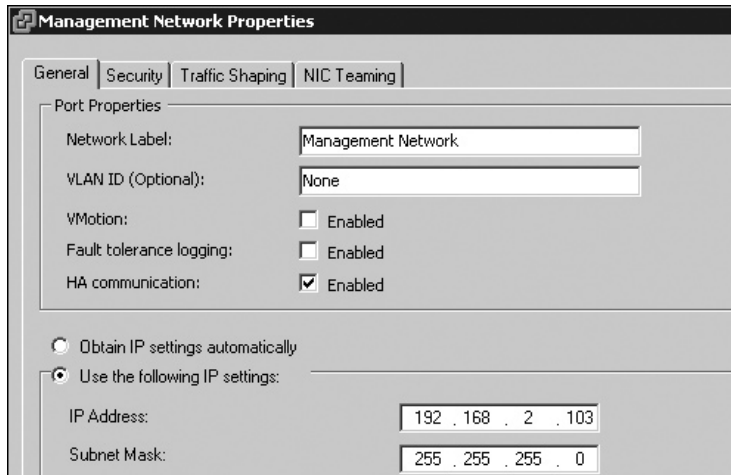 Management Network Properties
General Security Traffic Shaping NIC Teaming
Port Properties
Network Label: Management Network
VLAN ID (Optional): None
VMotion: Enabled
Fault tolerance logging: Enabled
HA communication: Enabled
Obtain IP settings automatically
Use the following IP settings:
IP Address: 192 . 168 . 2 . 103
Subnet Mask: 255 . 255 . 255 . 0